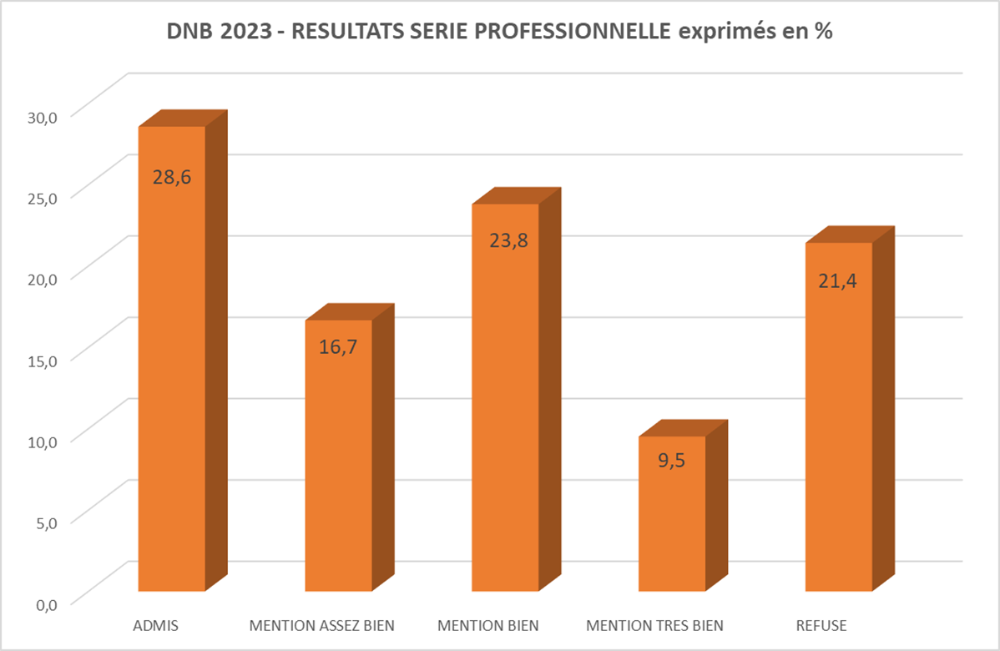 DNB 2023 - RESULTATS SERIE PROFESSIONNELLE exprimés en %
30,0
25,0
20,0
15,0
10,0
5,0
0,0
28,6
16,7
23,8
9,5
21,4
ADMIS
MENTION ASSEZ BIEN
MENTION BIEN
MENTION TRES BIEN
REFUSE